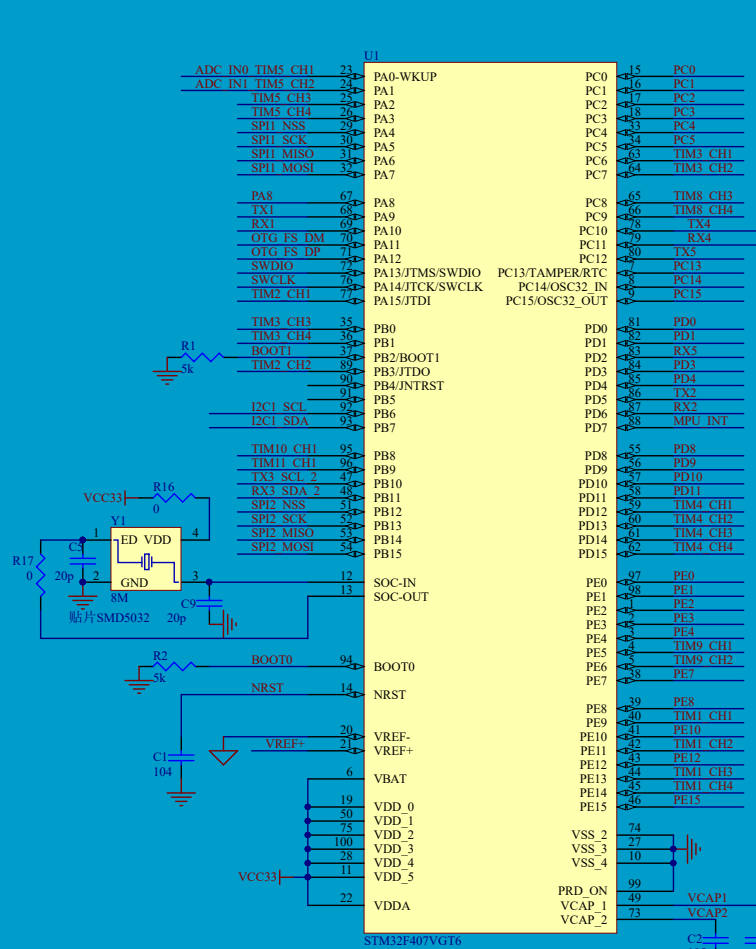 U1
ADC_IN0_TIM5_CH1 23 PA0-WKUP PC0 15 PC0
ADC_IN1_TIM5_CH2 24 PA1 PC1 16 PC1
TIM5_CH3 25 PA2 PC2 17 PC2
TIM5_CH4 26 PA3 PC3 18 PC3
SPI1_NSS 29 PA4 PC4 33 PC4
SPI1_SCK 30 PA5 PC5 34 PC5
SPI1_MISO 31 PA6 PC6 63 TIM3_CH1
SPI1_MOSI 32 PA7 PC7 64 TIM3_CH2
PA8 67 PA8 PC8 65 TIM8_CH3
TX1 68 PA9 PC9 66 TIM8_CH4
RX1 69 PA10 PC10 78 TX4
OTG_FS_DM 70 PA11 PC11 79 RX4
OTG_FS_DP 71 PA12 PC12 80 TX5
SWDIO 72 PA13/JTMS/SWDIO PC13/TAMPER/RTC 7 PC13
SWCLK 76 PA14/JTCK/SWCLK PC14/OSC32_IN 8 PC14
TIM2_CH1 77 PA15/JTDI PC15/OSC32_OUT 9 PC15
TIM3_CH3 35 PB0 PD0 81 PD0
TIM3_CH4 36 PB1 PD1 82 PD1
R1 5k BOOT1 37 PB2/BOOT1 PD2 83 RX5
TIM2_CH2 89 PB3/JTDO PD3 84 PD3
90 PB4/JNTRST PD4 85 PD4
91 PB5 PD5 86 TX2
I2C1_SCL 92 PB6 PD6 87 RX2
I2C1_SDA 93 PB7 PD7 88 MPU_INT
TIM10_CH1 95 PB8 PD8 55 PD8
TIM11_CH1 96 PB9 PD9 56 PD9
TX3_SCL_2 47 PB10 PD10 57 PD10
RX3_SDA_2 48 PB11 PD11 58 PD11
SPI2_NSS 51 PB12 PD12 59 TIM4_CH1
SPI2_SCK 52 PB13 PD13 60 TIM4_CH2
SPI2_MISO 53 PB14 PD14 61 TIM4_CH3
SPI2_MOSI 54 PB15 PD15 62 TIM4_CH4
VCC33 R16 0
Y1
1 ED VDD 4
R17 0
C5 20p
2 GND 3
8M
贴片SMD5032
C9 20p
12 SOC-IN PE0 97 PE0
13 SOC-OUT PE1 98 PE1
PE2 1 PE2
PE3 2 PE3
PE4 3 PE4
PE5 4 TIM9_CH1
R2 5k BOOT0 94 BOOT0 PE6 5 TIM9_CH2
PE7 38 PE7
NRST 14 NRST
PE8 39 PE8
PE9 40 TIM1_CH1
20 VREF- PE10 41 PE10
VREF+ 21 VREF+ PE11 42 TIM1_CH2
C1 104
PE12 43 PE12
6 VBAT PE13 44 TIM1_CH3
PE14 45 TIM1_CH4
19 VDD_0 PE15 46 PE15
50 VDD_1
75 VDD_2 VSS_2 74
100 VDD_3 VSS_3 27
28 VDD_4 VSS_4 10
VCC33 11 VDD_5
PRD_ON 99
22 VDDA VCAP_1 49 VCAP1
VCAP_2 73 VCAP2
STM32F407VGT6
C2